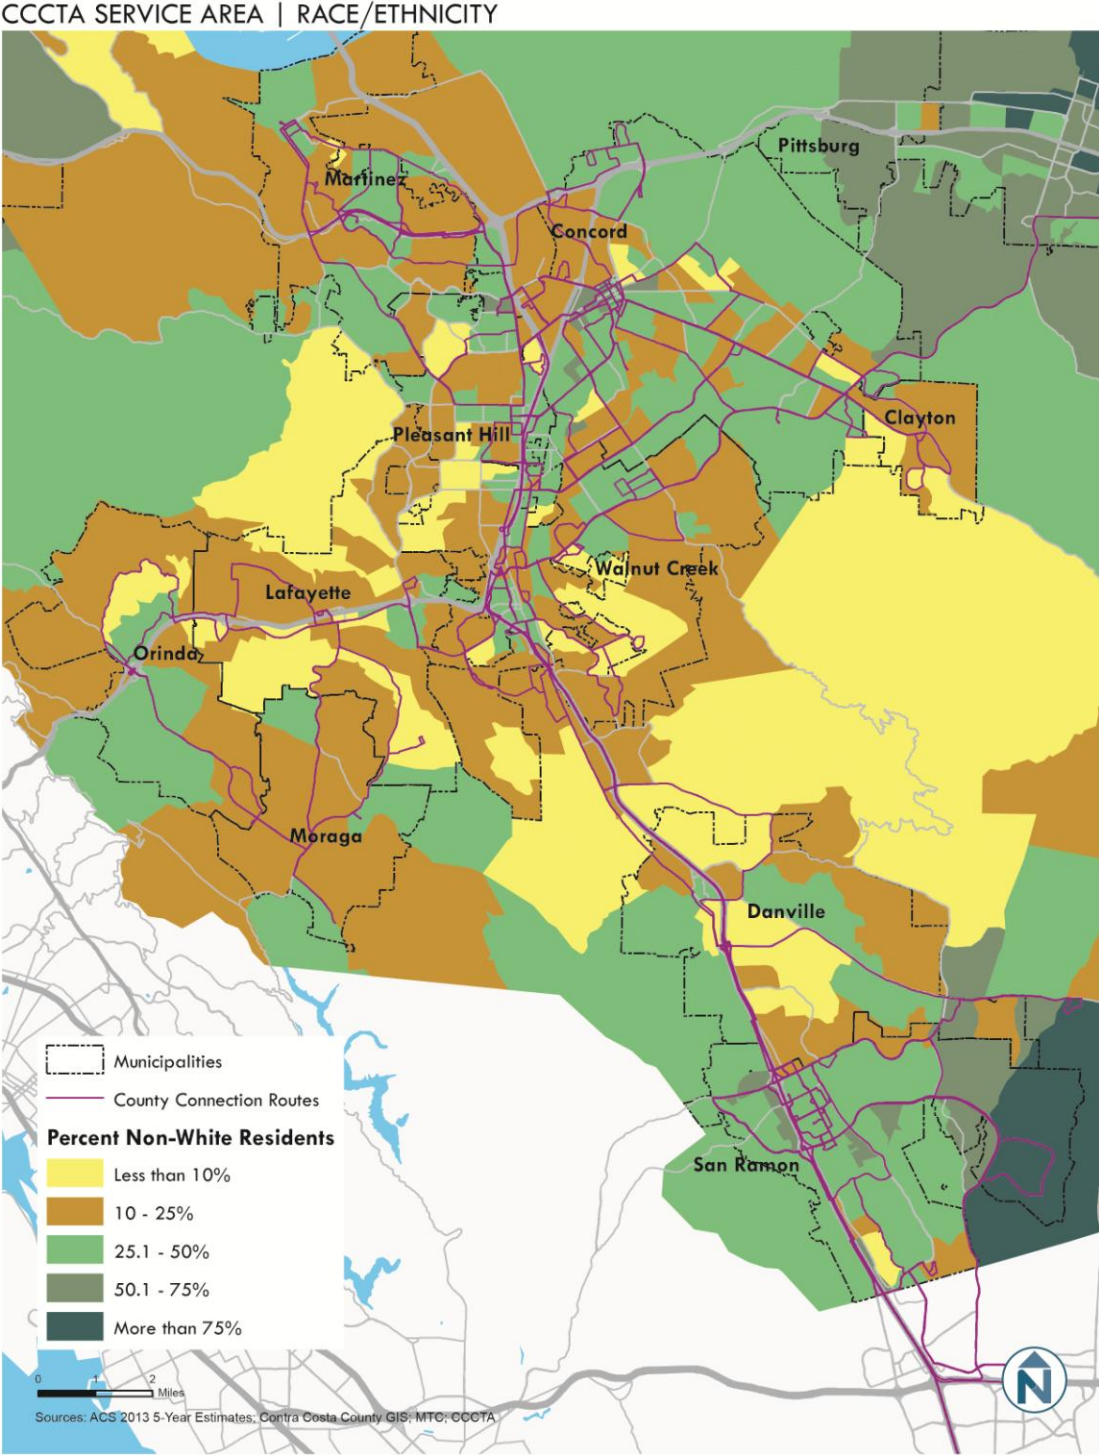 CCCTA SERVICE AREA | RACE/ETHNICITY
Pittsburg
Martinez
Concord
Clayton
Pleasant Hill
Walnut Creek
Lafayette
Orinda
Moraga
Danville
San Ramon
Municipalities
County Connection Routes
Percent Non-White Residents
Less than 10%
10 - 25%
25.1 - 50%
50.1 - 75%
More than 75%
0 1 2
Miles
N
Sources: ACS 2013 5-Year Estimates; Contra Costa County GIS; MTC; CCCTA